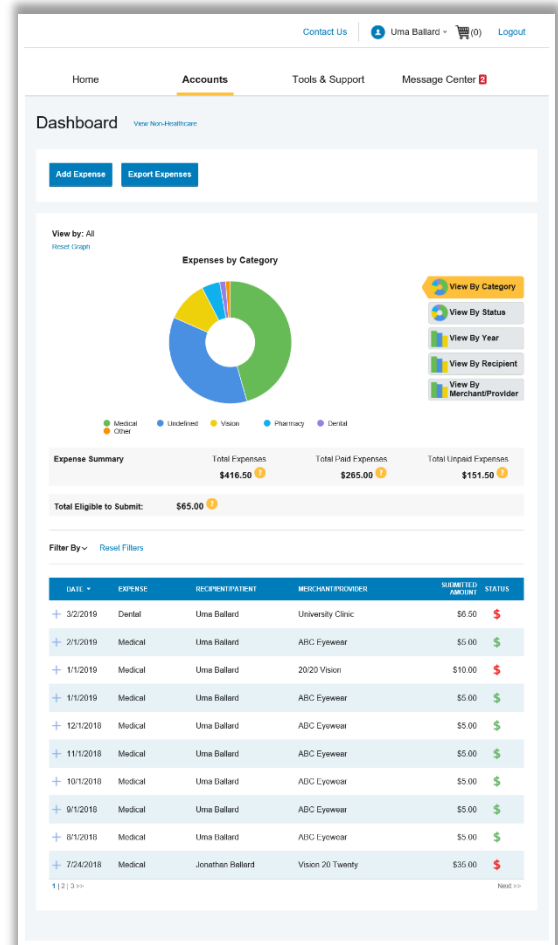 Contact Us Uma Ballard (0) Logout
Home Accounts Tools & Support Message Center 2
Dashboard View Non-Healthcare
Add Expense Export Expenses
View by: All
Reset Graph
Expenses by Category
View By Category
View By Status
View By Year
View By Recipient
View By
Merchant/Provider
Medical Undefined Vision Pharmacy Dental
Other
Expense Summary Total Expenses Total Paid Expenses Total Unpaid Expenses
$416.50 ? $265.00 ? $151.50 ?
Total Eligible to Submit: $65.00 ?
Filter By Reset Filters
DATE EXPENSE RECIPIENT/PATIENT MERCHANT/PROVIDER SUBMITTED AMOUNT STATUS
+ 3/2/2019 Dental Uma Ballard University Clinic $6.50 $
+ 2/1/2019 Medical Uma Ballard ABC Eyewear $5.00 $
+ 1/1/2019 Medical Uma Ballard 20/20 Vision $10.00 $
+ 1/1/2019 Medical Uma Ballard ABC Eyewear $5.00 $
+ 12/1/2018 Medical Uma Ballard ABC Eyewear $5.00 $
+ 11/1/2018 Medical Uma Ballard ABC Eyewear $5.00 $
+ 10/1/2018 Medical Uma Ballard ABC Eyewear $5.00 $
+ 9/1/2018 Medical Uma Ballard ABC Eyewear $5.00 $
+ 8/1/2018 Medical Uma Ballard ABC Eyewear $5.00 $
+ 7/24/2018 Medical Jonathan Ballard Vision 20 Twenty $35.00 $
1 | 2 | 3 >> Next >>